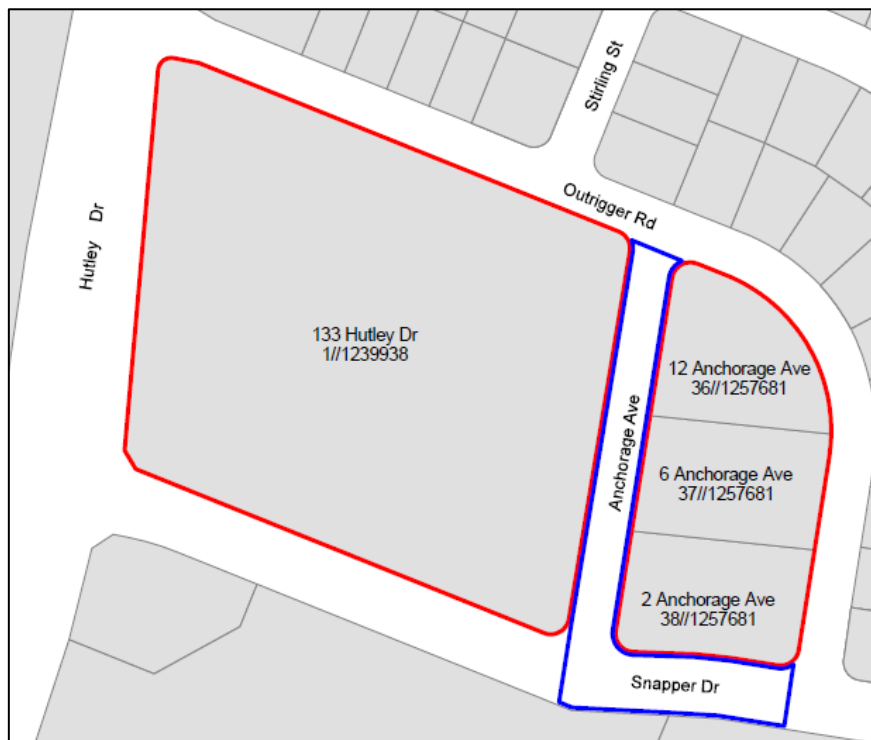 Stirling St
Outrigger Rd
Hutley Dr
133 Hutley Dr
1//1239938
12 Anchorage Ave
36//1257681
Anchorage Ave
6 Anchorage Ave
37//1257681
2 Anchorage Ave
38//1257681
Snapper Dr